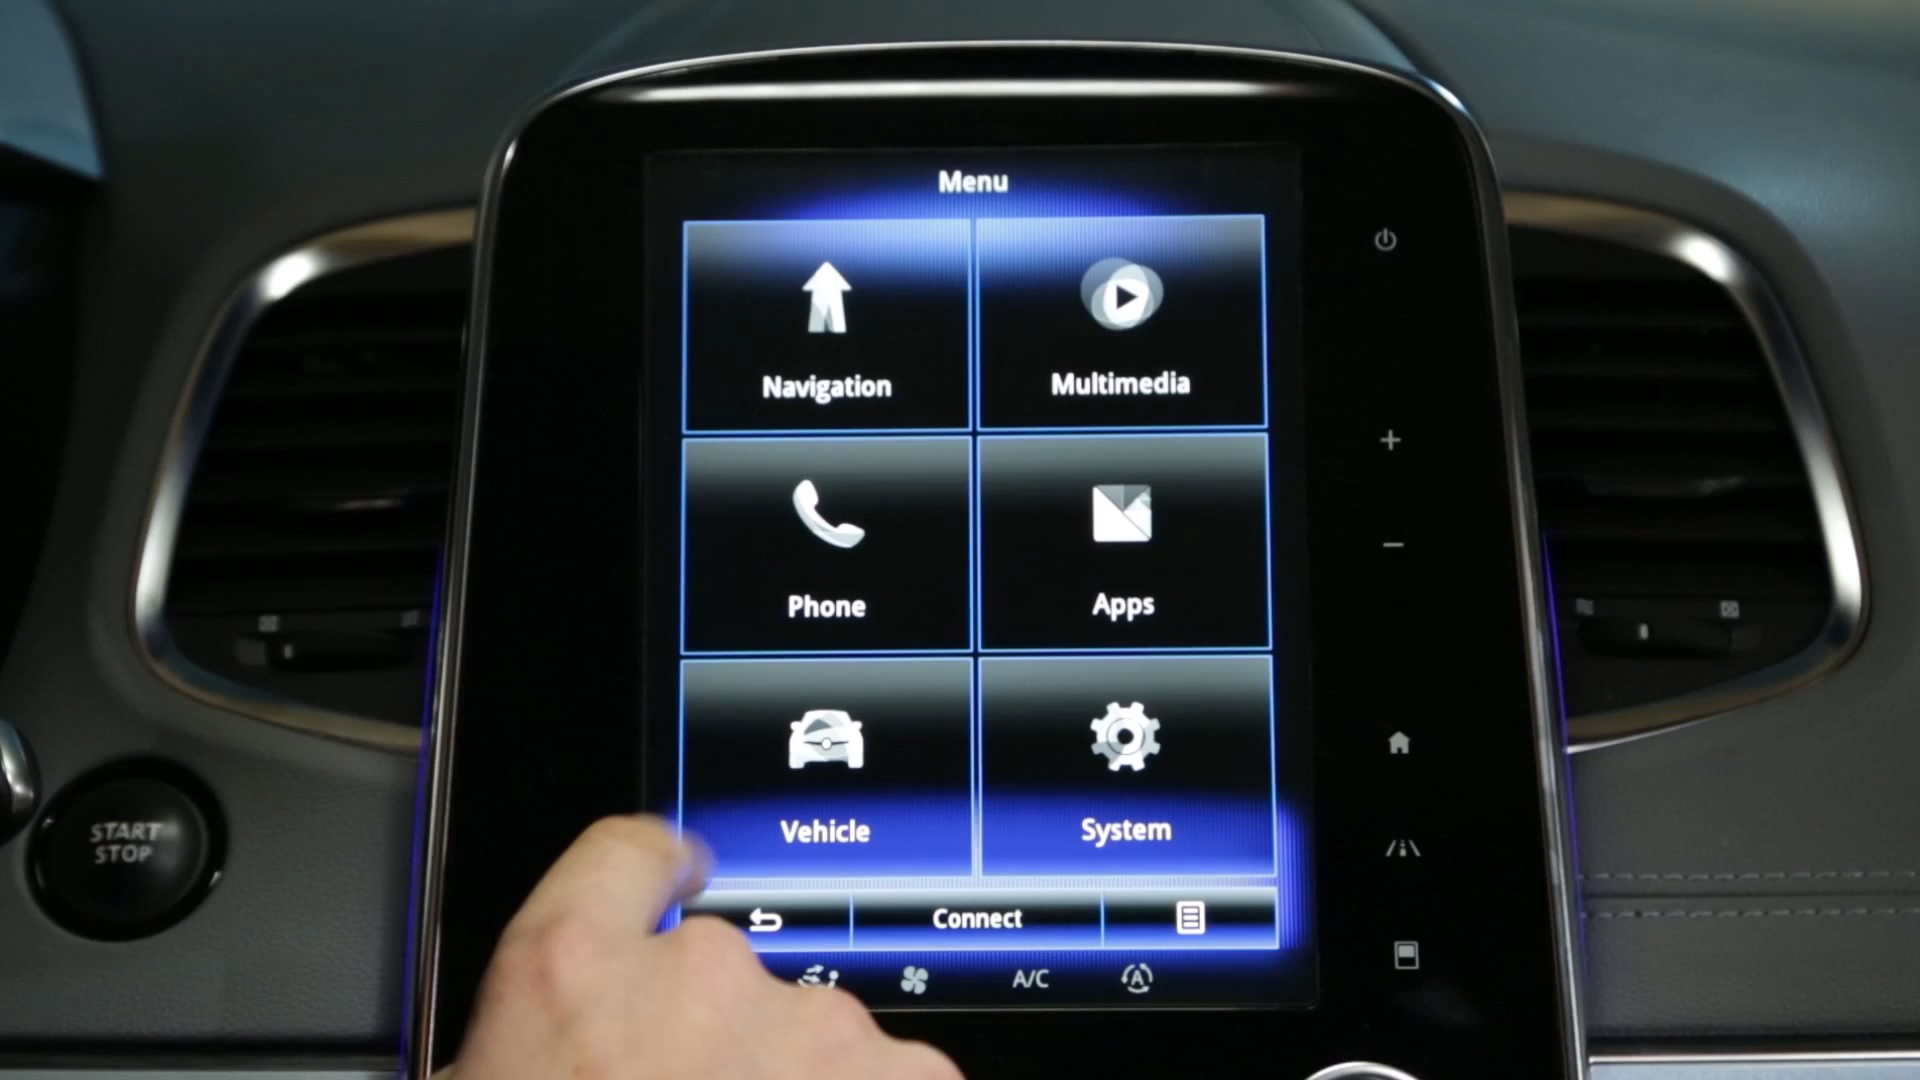 Menu
Navigation
Multimedia
Phone
Apps
Vehicle
System
Connect
A/C
A
START
STOP